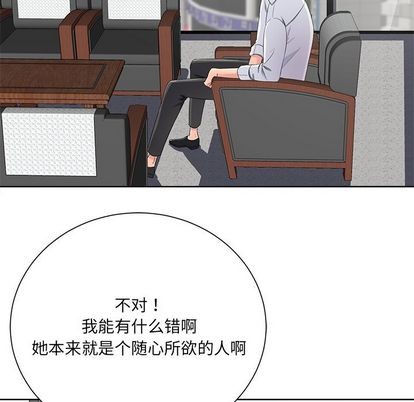 不对！
我能有什么错啊
她本来就是个随心所欲的人啊